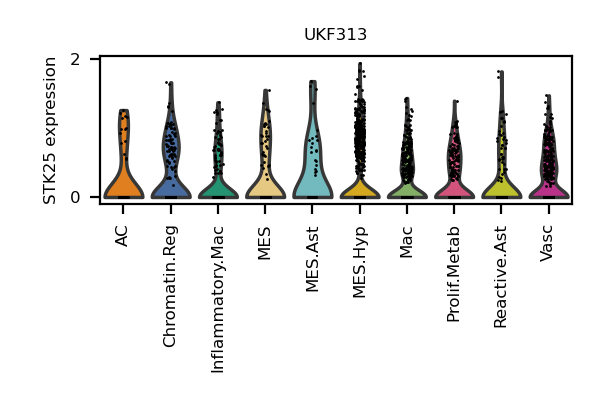 UKF313
STK25 expression
2
0
AC
Chromatin.Reg
Inflammatory.Mac
MES
MES.Ast
MES.Hyp
Mac
Prolif.Metab
Reactive.Ast
Vasc